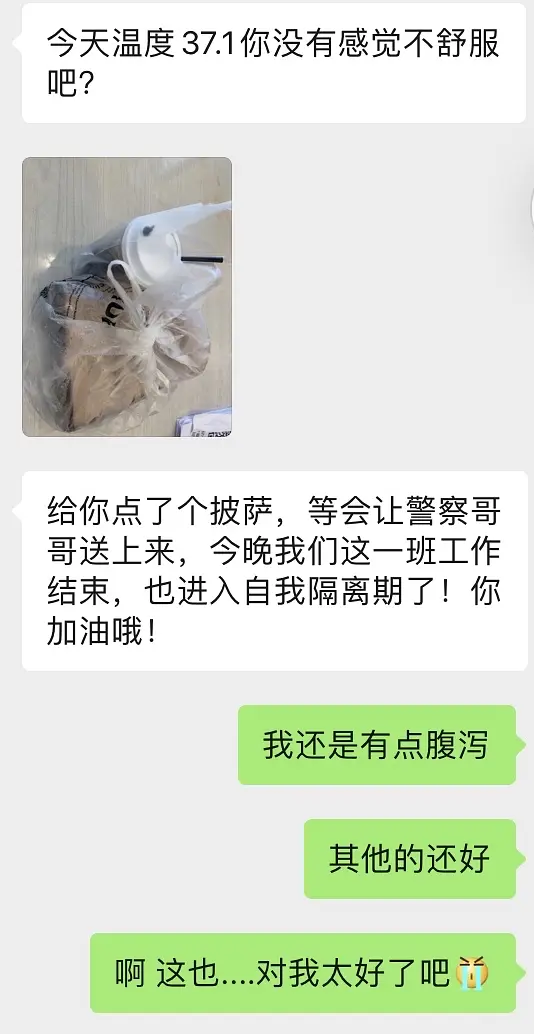 今天温度37.1你没有感觉不舒服
吧?
给你点了个披萨，等会让警察哥
哥送上来，今晚我们这一班工作
结束，也进入自我隔离期了！你
加油哦！
我还是有点腹泻
其他的还好
啊 这也....对我太好了吧😭